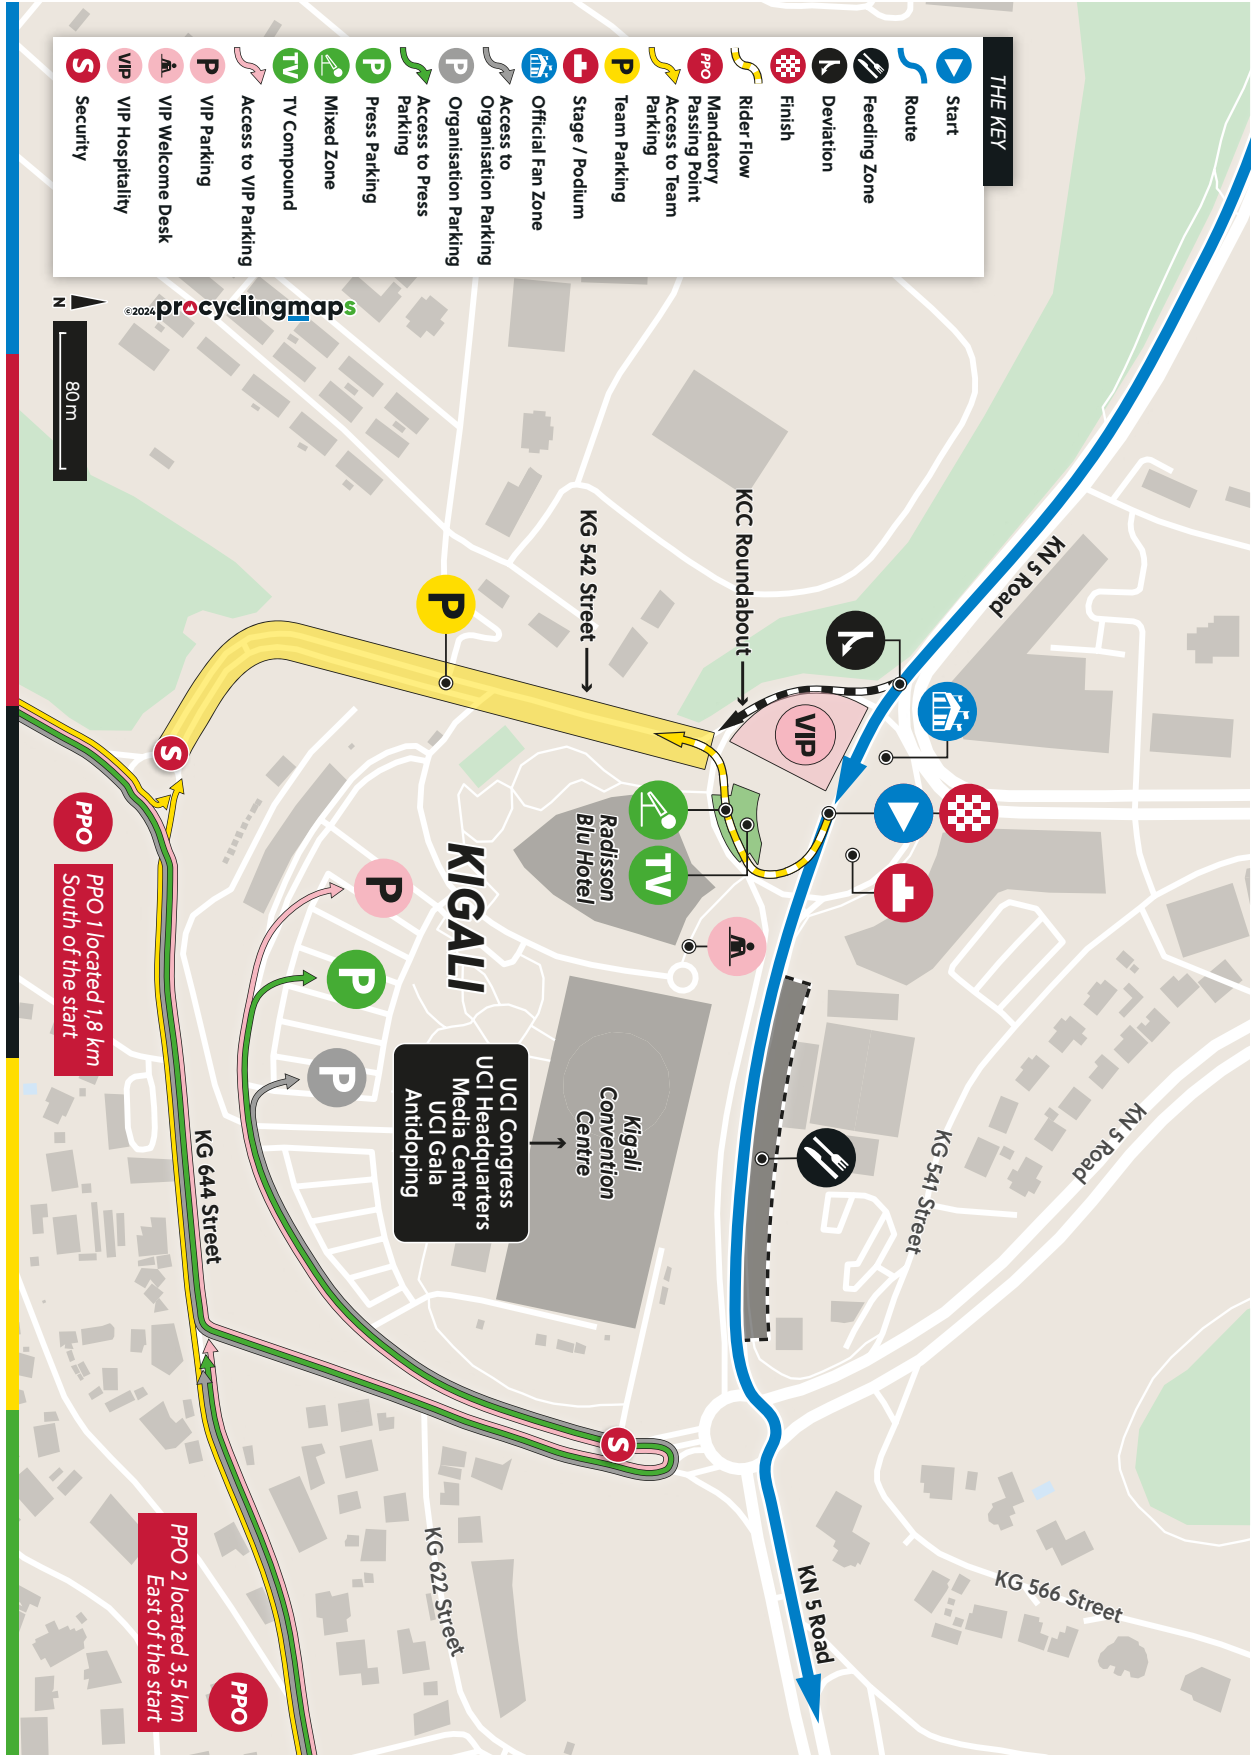 THE KEY
Start
Route
Feeding Zone
Deviation
Finish
Rider Flow
PPO
Mandatory
Passing Point
Access to Team
Parking
P
Team Parking
Stage / Podium
Official Fan Zone
Access to
Organisation Parking
P
Organisation Parking
Access to Press
Parking
P
Press Parking
Mixed Zone
TV
TV Compound
Access to VIP Parking
P
VIP Parking
VIP Welcome Desk
VIP
VIP Hospitality
S
Security
©2024 procyclingmaps
N
80 m
KN 5 Road
KCC Roundabout
KG 542 Street
P
VIP
TV
Radisson
Blu Hotel
KIGALI
P
P
P
S
PPO
PPO 1 located 1,8 km
South of the start
Kigali
Convention
Centre
UCI Congress
UCI Headquarters
Media Center
UCI Gala
Antidoping
KG 644 Street
KG 541 Street
KN 5 Road
S
KG 622 Street
KG 566 Street
KN 5 Road
PPO 2 located 3,5 km
East of the start
PPO